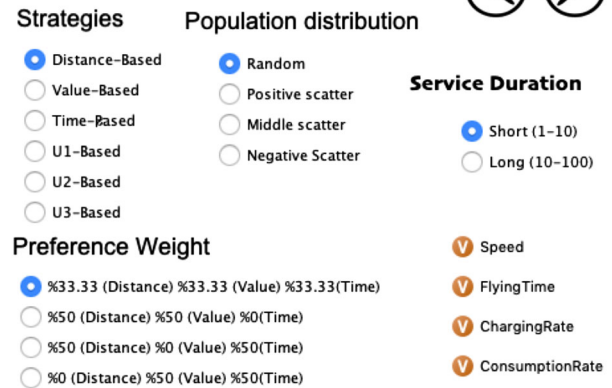 Strategies
Distance-Based
Value-Based
Time-Based
U1-Based
U2-Based
U3-Based
Population distribution
Random
Positive scatter
Middle scatter
Negative Scatter
Service Duration
Short (1-10)
Long (10-100)
Preference Weight
%33.33 (Distance) %33.33 (Value) %33.33(Time)
%50 (Distance) %50 (Value) %0(Time)
%50 (Distance) %0 (Value) %50(Time)
%0 (Distance) %50 (Value) %50(Time)
V Speed
V FlyingTime
V ChargingRate
V ConsumptionRate